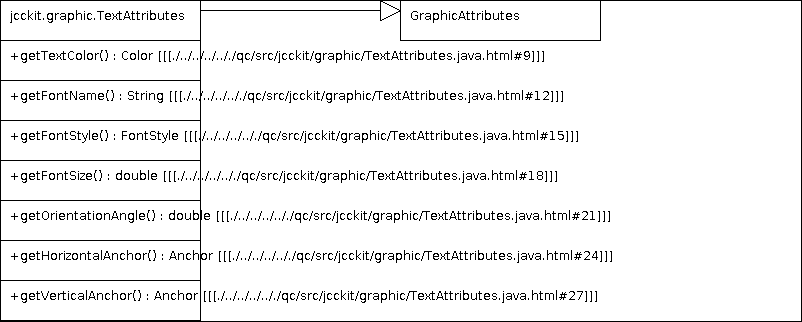 jcckit.graphic.TextAttributes
GraphicAttributes
+getTextColor() : Color [[[./../../../../qc/src/jcckit/graphic/TextAttributes.java.html#9]]]
+getFontName() : String [[[./../../../../qc/src/jcckit/graphic/TextAttributes.java.html#12]]]
+getFontStyle() : FontStyle [[[./../../../../qc/src/jcckit/graphic/TextAttributes.java.html#15]]]
+getFontSize() : double [[[./../../../../qc/src/jcckit/graphic/TextAttributes.java.html#18]]]
+getOrientationAngle() : double [[[./../../../../qc/src/jcckit/graphic/TextAttributes.java.html#21]]]
+getHorizontalAnchor() : Anchor [[[./../../../../qc/src/jcckit/graphic/TextAttributes.java.html#24]]]
+getVerticalAnchor() : Anchor [[[./../../../../qc/src/jcckit/graphic/TextAttributes.java.html#27]]]